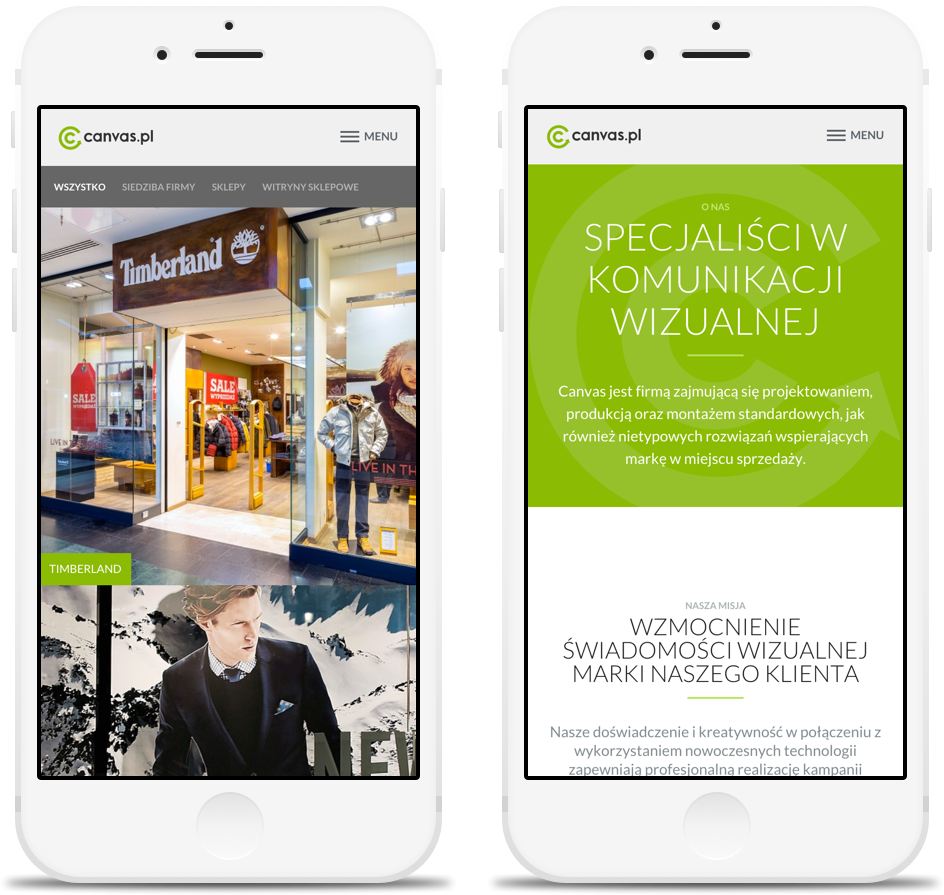 canvas.pl
MENU
WSZYSTKO SIEDZIBA FIRMY SKLEPY WITRYNY SKLEPOWE
Timberland
SALE
WYPRZEDAŻ
SALE
WYPRZEDAŻ
LIVE IN
LIVE IN TH
TIMBERLAND
NEW
canvas.pl
MENU
O NAS
SPECJALIŚCI W
KOMUNIKACJI
WIZUALNEJ
Canvas jest firmą zajmującą się projektowaniem,
produkcją oraz montażem standardowych, jak
również nietypowych rozwiązań wspierających
markę w miejscu sprzedaży.
NASZA MISJA
WZMOCNIENIE
ŚWIADOMOŚCI WIZUALNEJ
MARKI NASZEGO KLIENTA
Nasze doświadczenie i kreatywność w połączeniu z
wykorzystaniem nowoczesnych technologii
zapewniają profesjonalną realizację kampanii